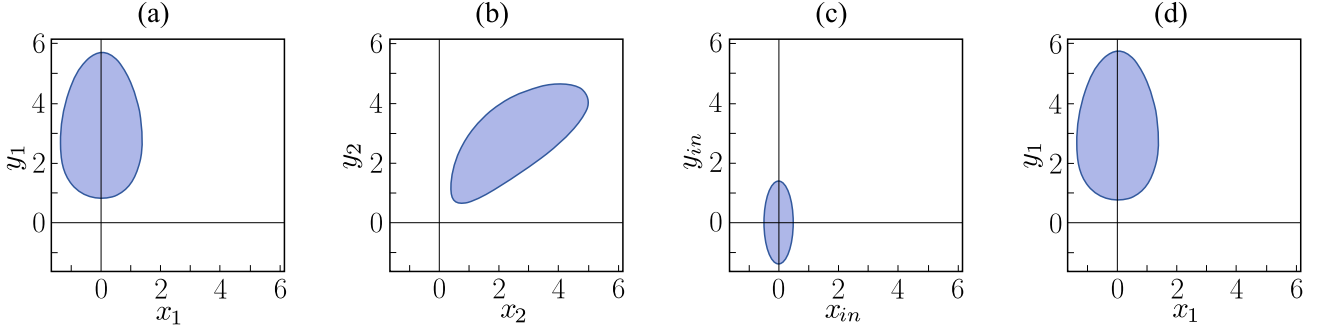 (a) (b) (c) (d)
6 6 6 6
4 4 4 4
y₁ y₂ y_in y₁
2 2 2 2
0 0 0 0
0 2 4 6 0 2 4 6 0 2 4 6 0 2 4 6
x₁ x₂ x_in x₁